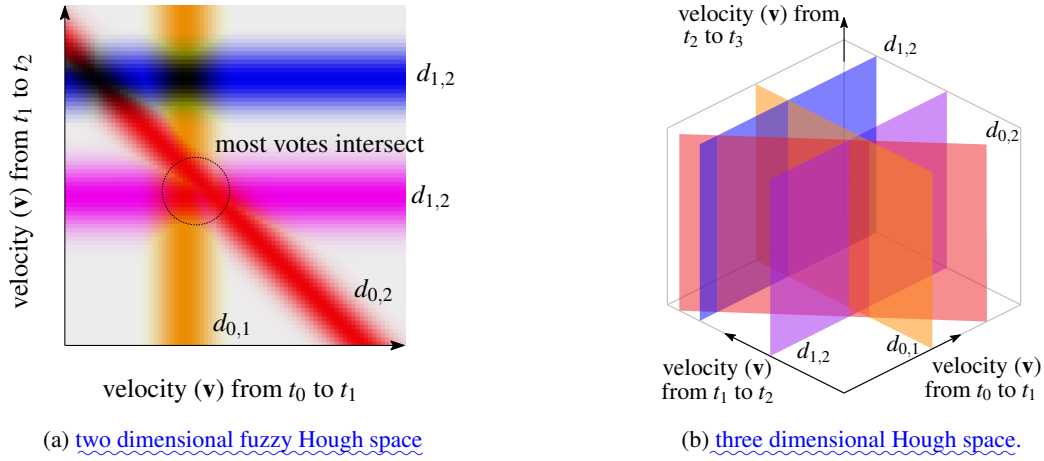 velocity (v) from t1 to t2
d1,2
most votes intersect
d1,2
d0,2
d0,1
velocity (v) from t0 to t1
(a) two dimensional fuzzy Hough space
velocity (v) from
t2 to t3
d1,2
d0,2
d1,2
d0,1
velocity (v)
from t1 to t2
velocity (v)
from t0 to t1
(b) three dimensional Hough space.